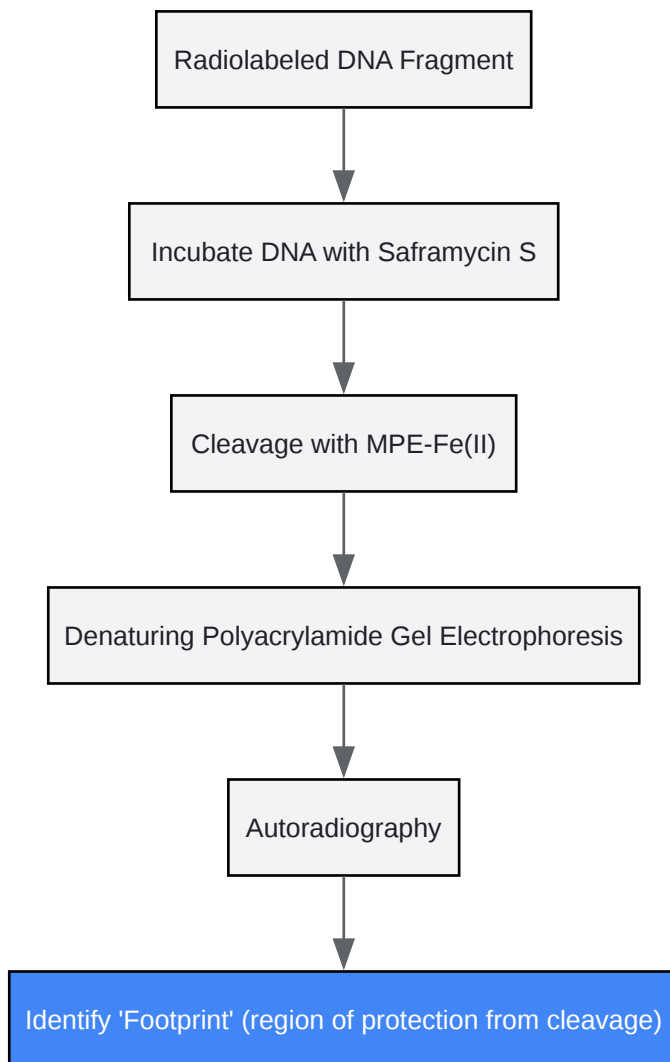 Radiolabeled DNA Fragment
Incubate DNA with Saframycin S
Cleavage with MPE-Fe(II)
Denaturing Polyacrylamide Gel Electrophoresis
Autoradiography
Identify 'Footprint' (region of protection from cleavage)